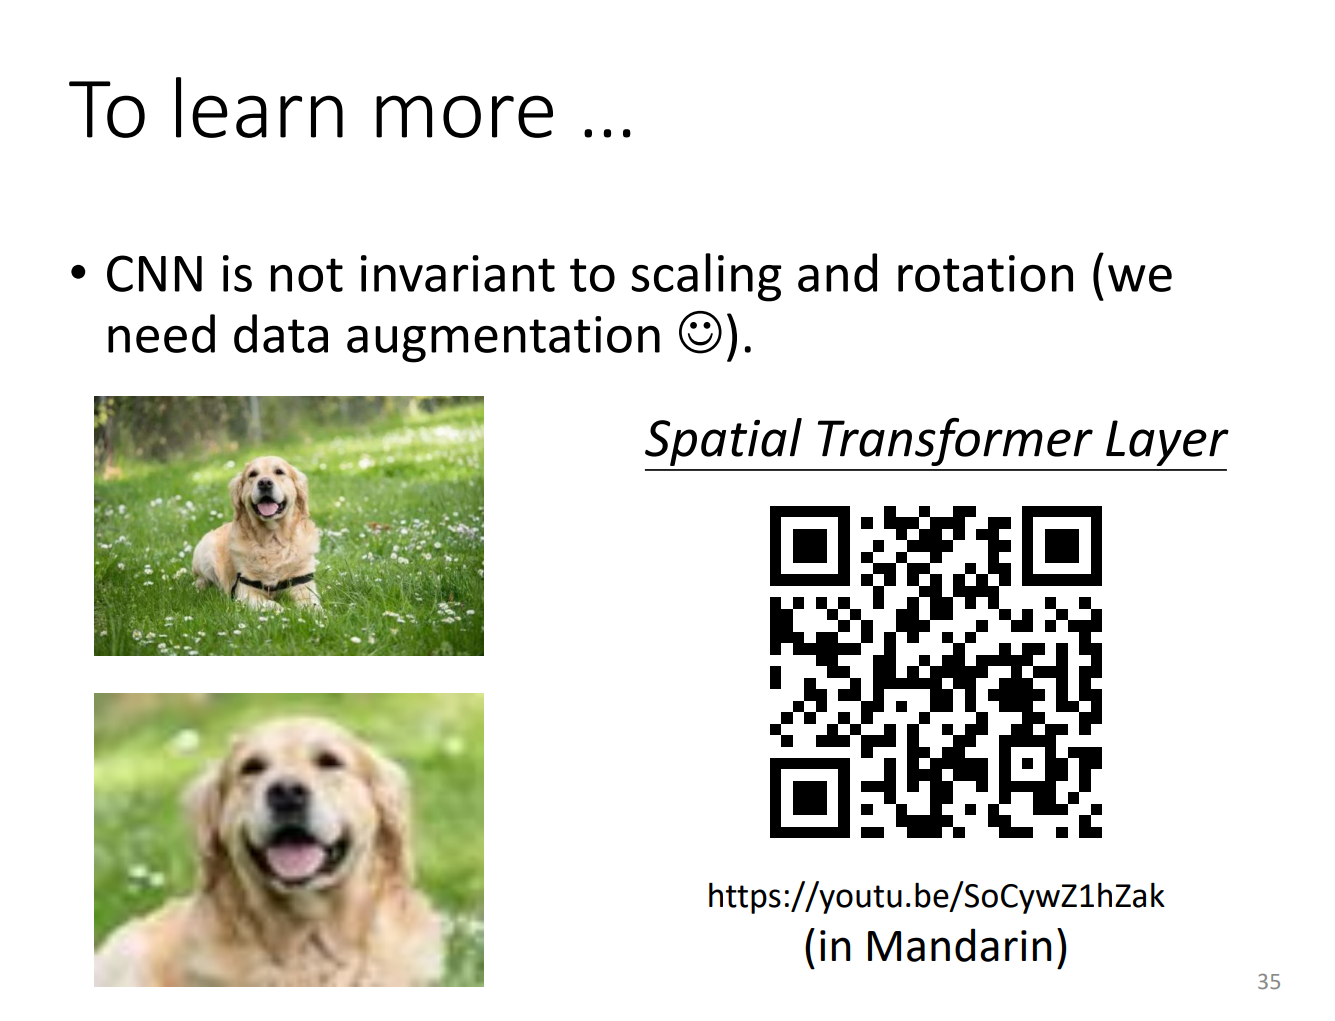 To learn more …
• CNN is not invariant to scaling and rotation (we
need data augmentation ☺).
Spatial Transformer Layer
https://youtu.be/SoCywZ1hZak
(in Mandarin)
35